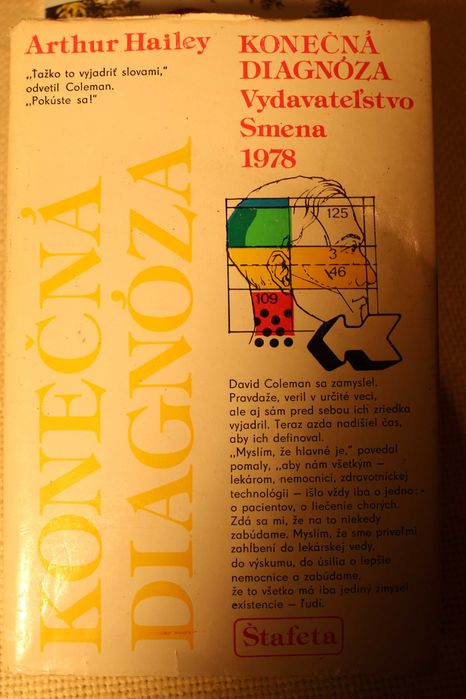 Arthur Hailey
„Ťažko to vyjadriť slovami,"
odvetil Coleman.
„Pokúste sa!"
KONEČNÁ
DIAGNÓZA
KONEČNÁ
DIAGNÓZA
Vydavateľstvo
Smena
1978
125
3
46
109
David Coleman sa zamyslel.
Pravdaže, veril v určité veci,
ale aj sám pred sebou ich zriedka
vyjadril. Teraz azda nadišiel čas,
aby ich definoval.
„Myslím, že hlavné je," povedal
pomaly, „aby nám všetkým –
lekárom, nemocnici, zdravotníckej
technológii – išlo vždy iba o jedno: -
o pacientov, o liečenie chorých.
Zdá sa mi, že na to niekedy
zabúdame. Myslím, že sme priveľmi
zahĺbení do lekárskej vedy,
do výskumu, do úsilia o lepšie
nemocnice a zabúdame,
že to všetko má iba jediný zmysel
existencie – ľudí.
Štafeta